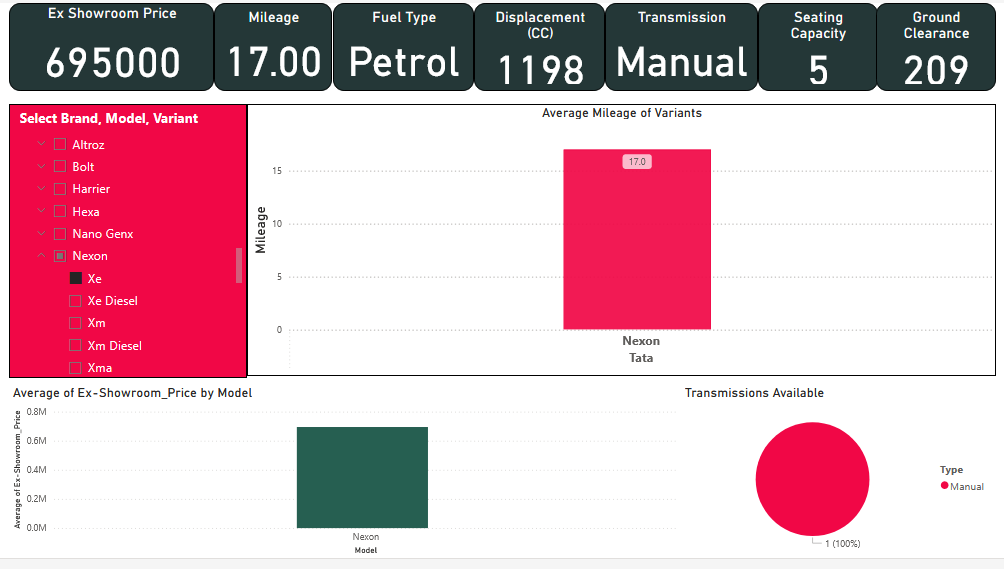 Ex Showroom Price
695000
Mileage
17.00
Fuel Type
Petrol
Displacement
(CC)
1198
Transmission
Manual
Seating
Capacity
5
Ground
Clearance
209
Select Brand, Model, Variant
Altroz
Bolt
Harrier
Hexa
Nano Genx
Nexon
Xe
Xe Diesel
Xm
Xm Diesel
Xma
Average Mileage of Variants
Mileage
15
10
5
0
17.0
Nexon
Tata
Average of Ex-Showroom_Price by Model
Average of Ex-Showroom_Price
0.8M
0.6M
0.4M
0.2M
0.0M
Nexon
Model
Transmissions Available
1 (100%)
Type
Manual